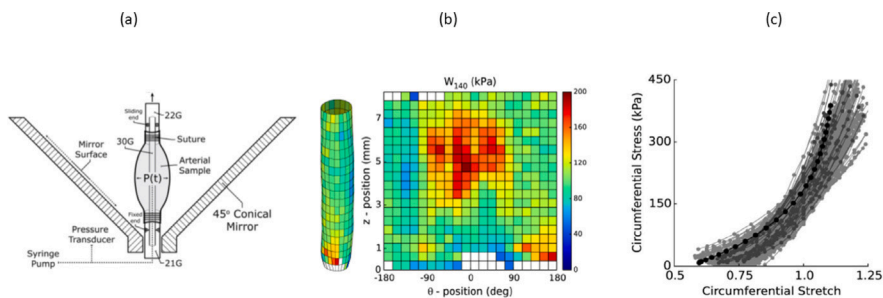 (a)
(b)
(c)
Sliding
end
22G
30G
Suture
Mirror
Surface
Arterial
Sample
P(t)
Fixed
end
45° Conical
Mirror
Pressure
Transducer
Syringe
Pump
21G
W140 (kPa)
z - position (mm)
7
5
4
3
2
1
0
-180
-90
0
90
180
θ - position (deg)
200
160
120
80
40
0
Circumferential Stress (kPa)
450
300
150
0
0.5
0.75
1.0
1.25
Circumferential Stretch